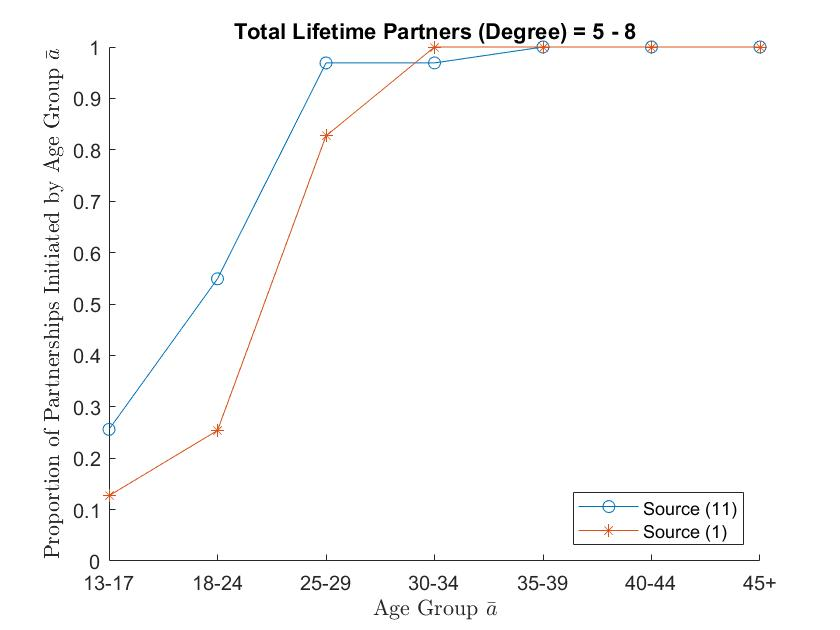 Total Lifetime Partners (Degree) = 5 - 8
Proportion of Partnerships Initiated by Age Group ā
1
0.9
0.8
0.7
0.6
0.5
0.4
0.3
0.2
0.1
0
Source (11)
Source (1)
13-17 18-24 25-29 30-34 35-39 40-44 45+
Age Group ā